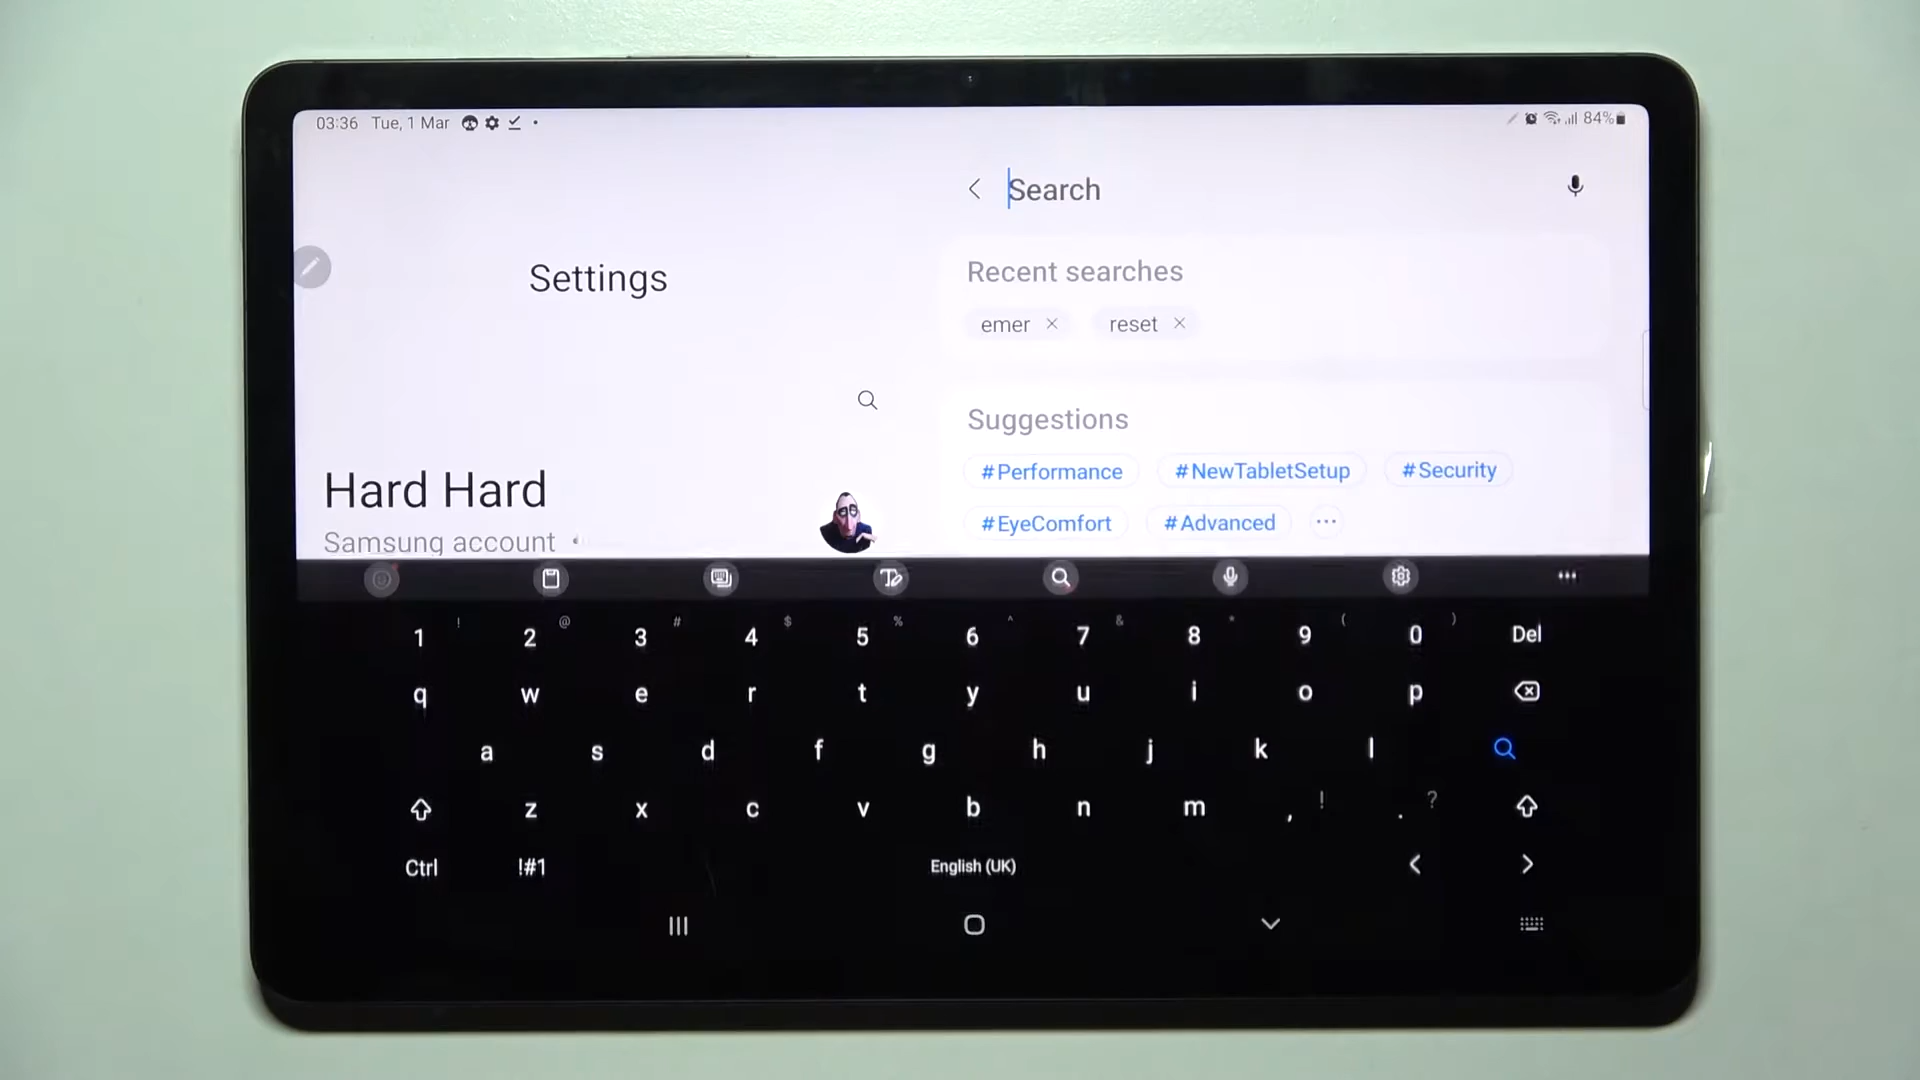 03:36 Tue, 1 Mar
84%
Search
Settings
Recent searches
emer
reset
Suggestions
#Performance #NewTabletSetup #Security
#EyeComfort #Advanced
Hard Hard
Samsung account
1 ! 2 @ 3 # 4 $ 5 % 6 ^ 7 & 8 * 9 ( 0 ) Del
q w e r t y u i o p
a s d f g h j k l
z x c v b n m , ! . ?
Ctrl !#1 English (UK) < >